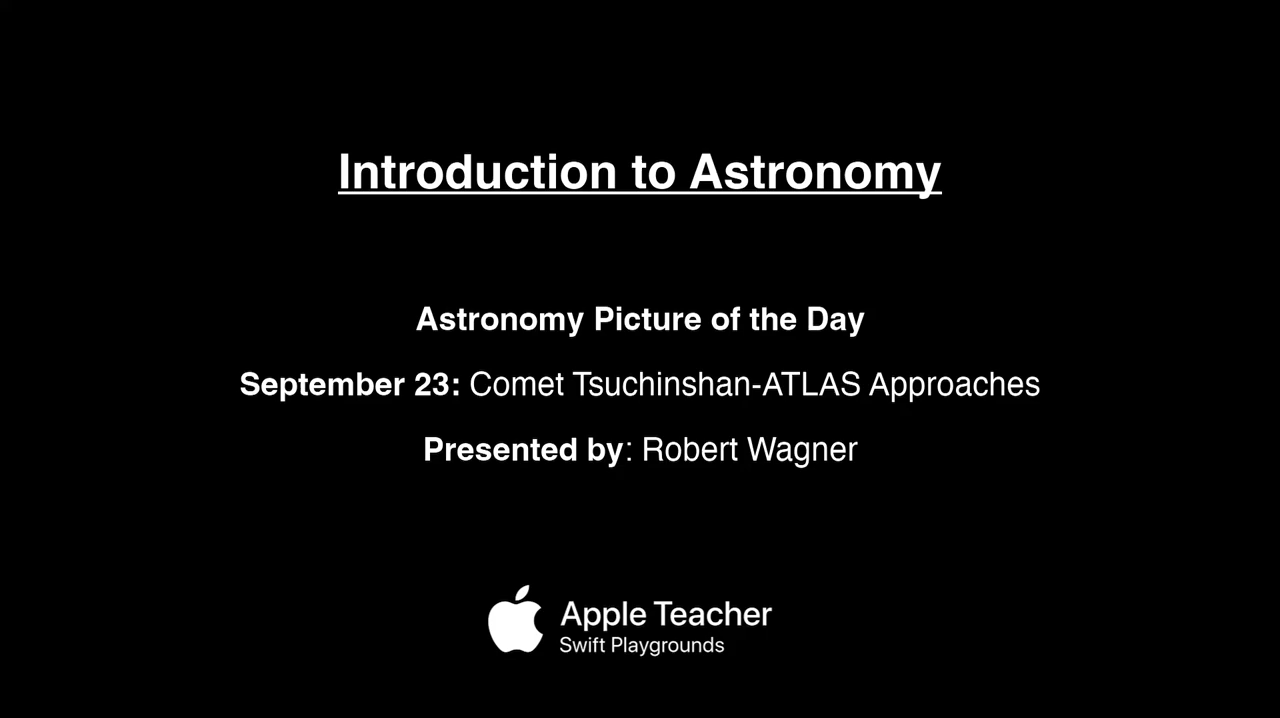 Introduction to Astronomy
Astronomy Picture of the Day
September 23: Comet Tsuchinshan-ATLAS Approaches
Presented by: Robert Wagner
Apple Teacher
Swift Playgrounds